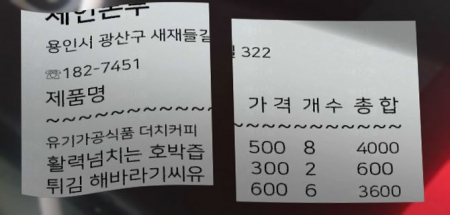 체인은수
용인시 광산구 새재들길 322
☏182-7451
제품명 가격 개수 총합
~~~~~~~~~~~~~~~~~~~~~~~~~~~~
유기가공식품 더치커피 500 8 4000
활력넘치는 호박즙 300 2 600
튀김 해바라기씨유 600 6 3600